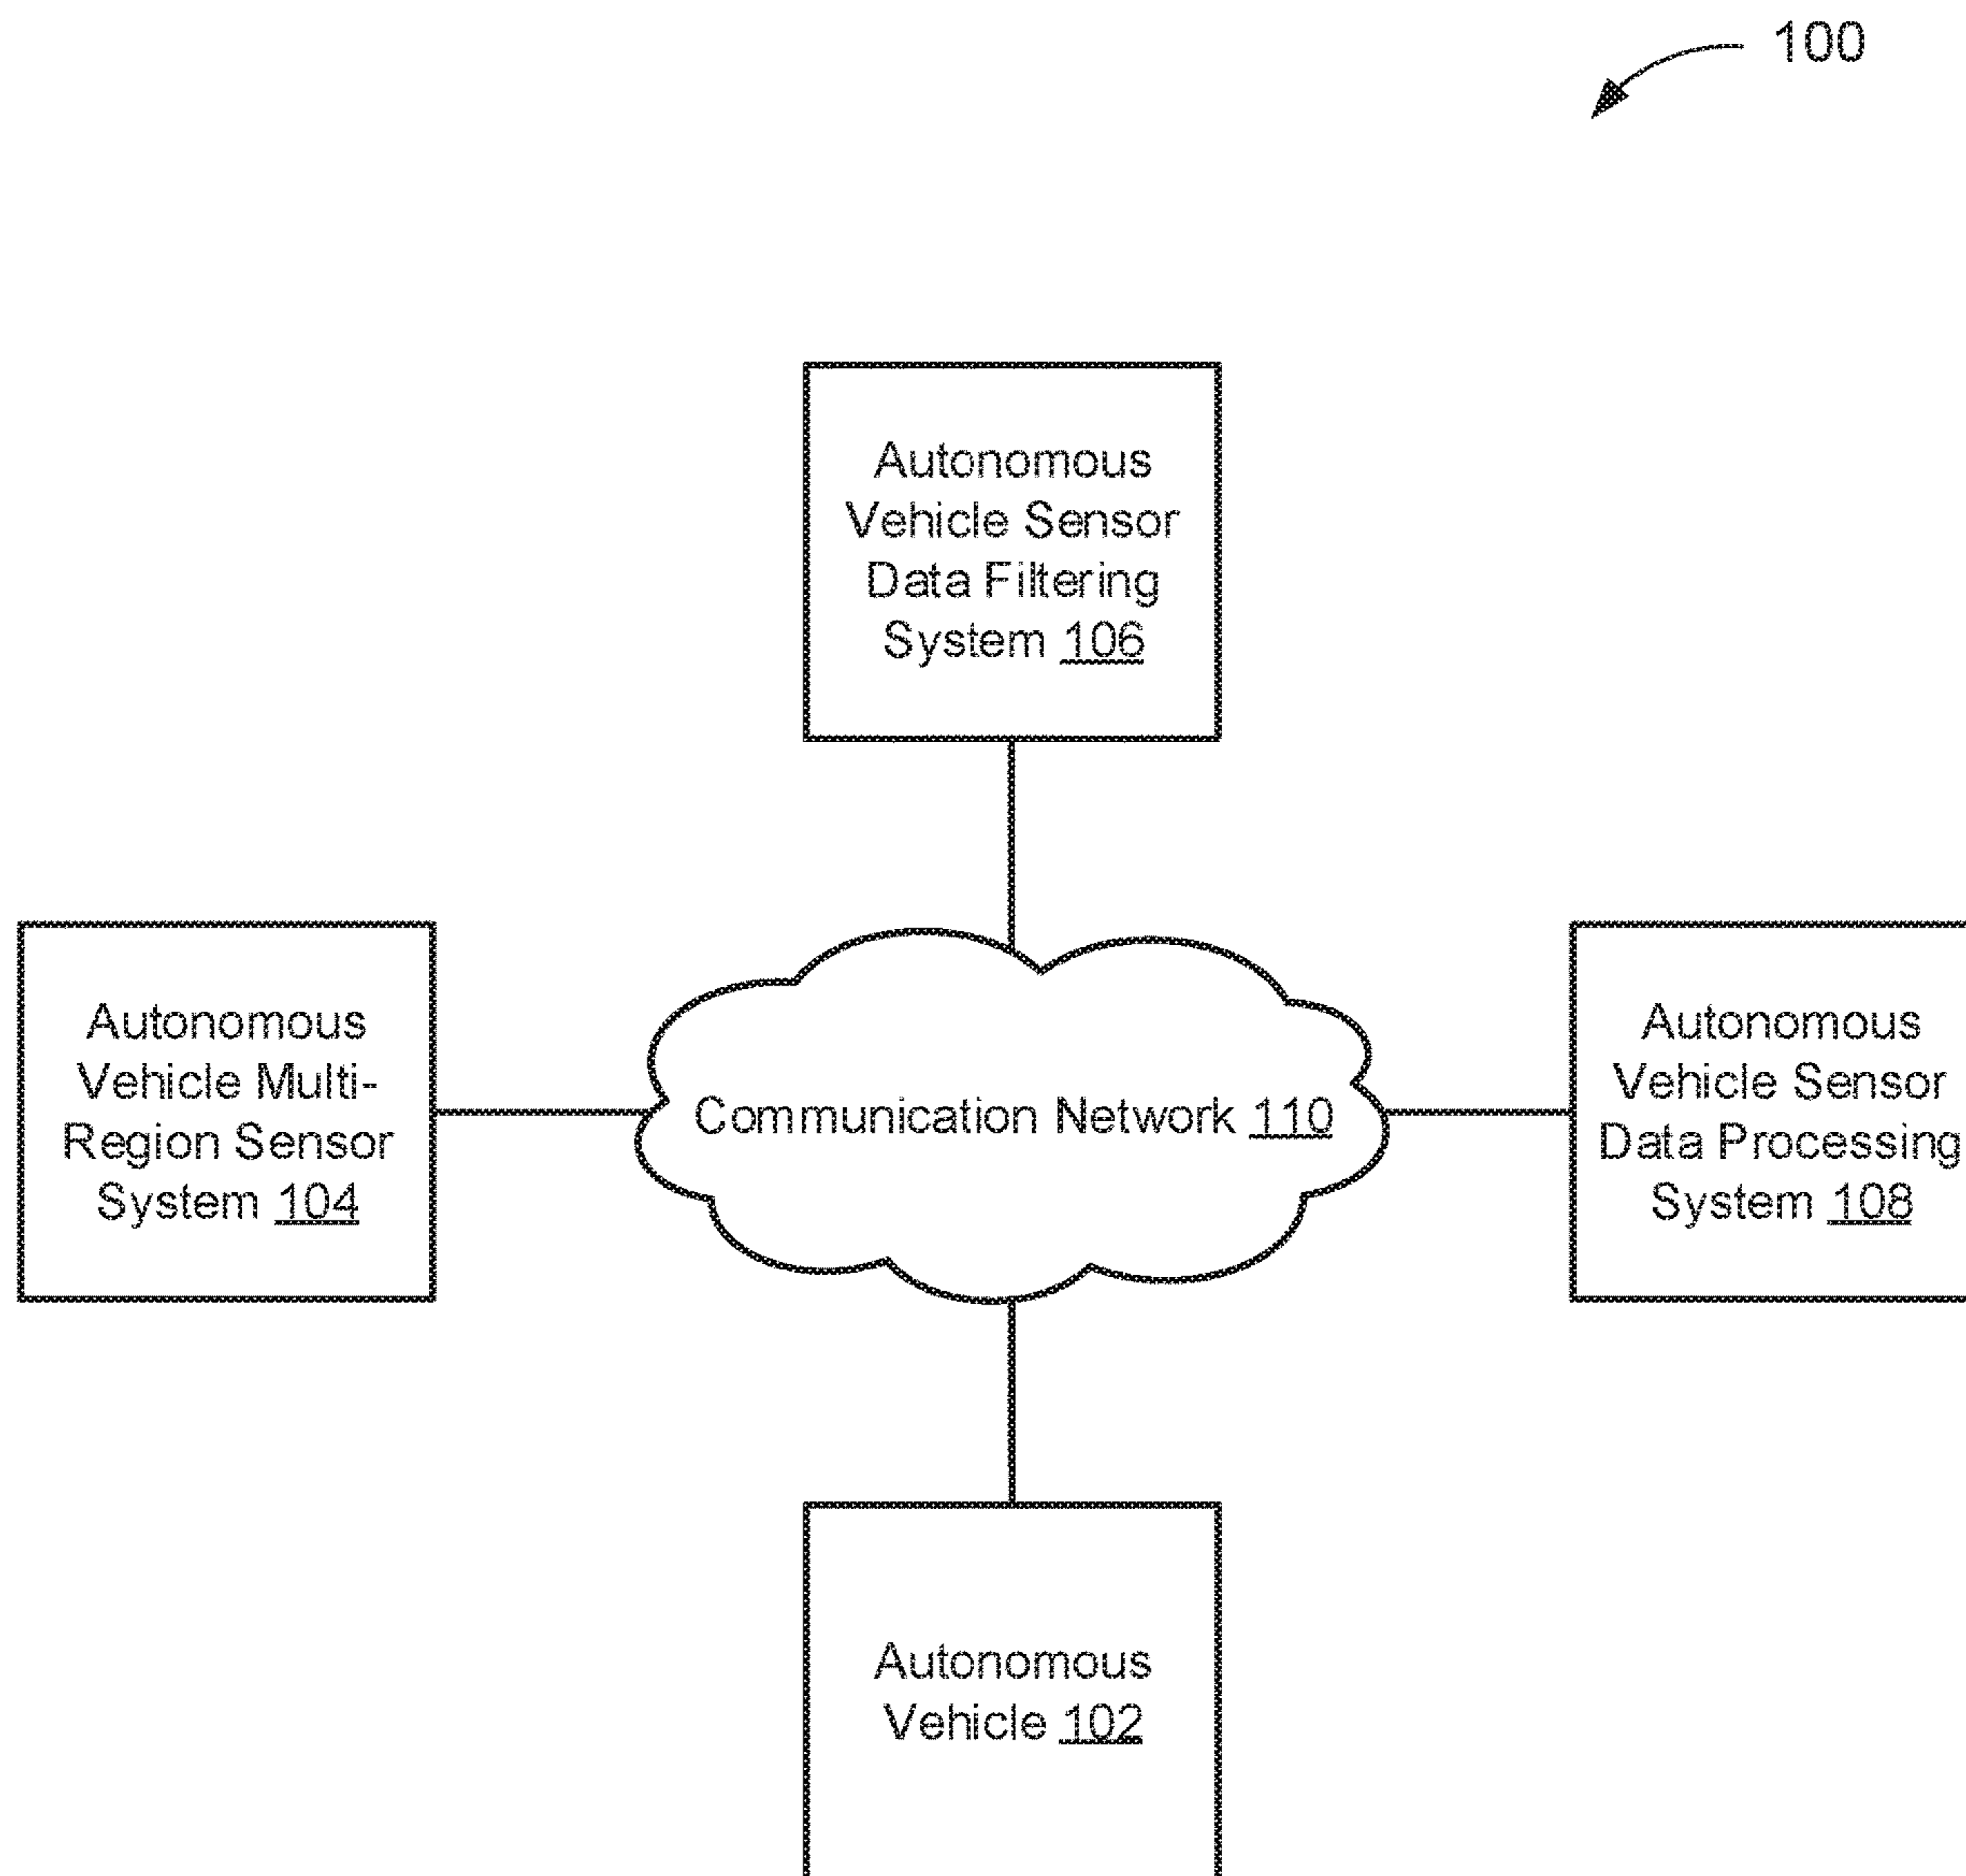 100
Autonomous
Vehicle Sensor
Data Filtering
System 106
Autonomous
Vehicle Multi-
Region Sensor
System 104
Communication Network 110
Autonomous
Vehicle Sensor
Data Processing
System 108
Autonomous
Vehicle 102